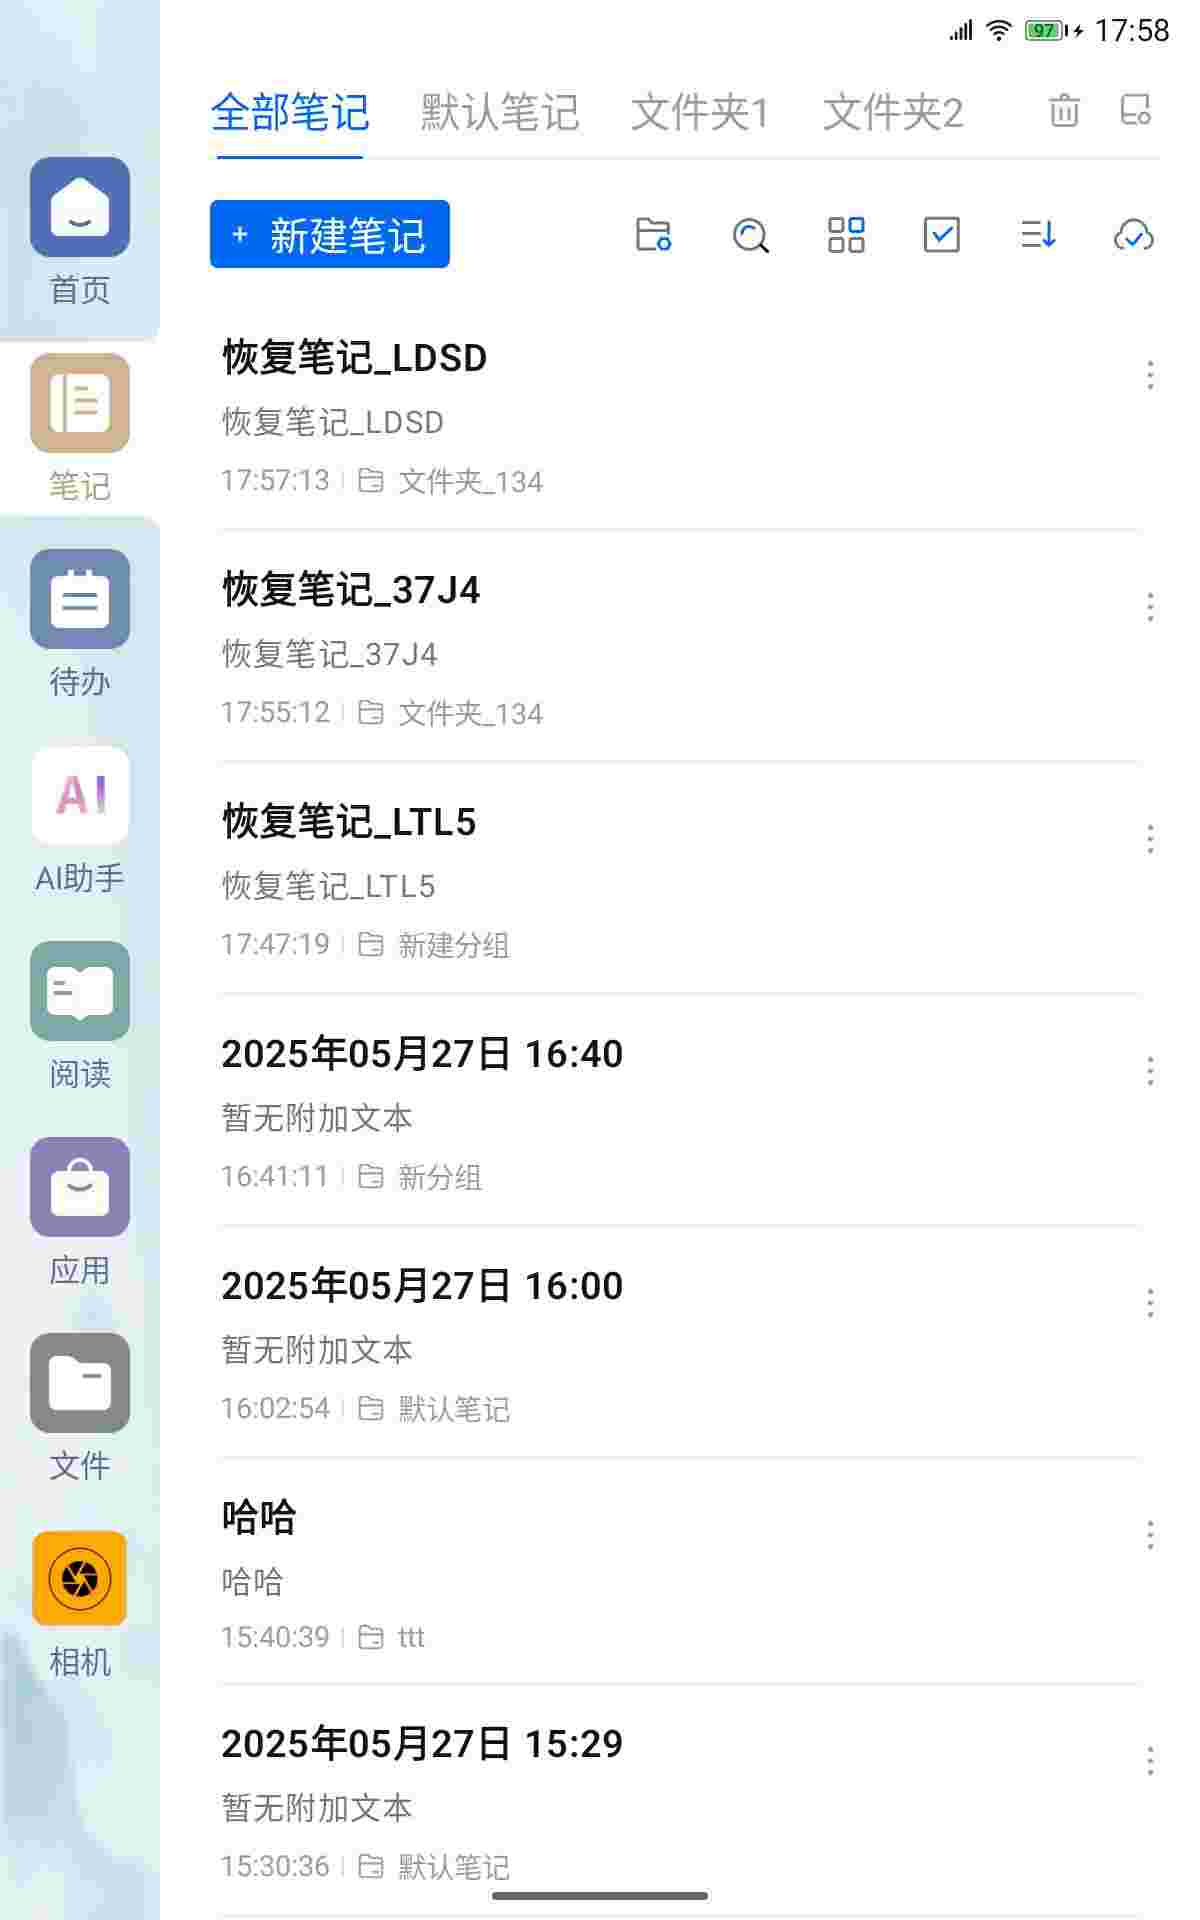 97 17:58
全部笔记 默认笔记 文件夹1 文件夹2
+ 新建笔记
首页
笔记
待办
AI
AI助手
阅读
应用
文件
相机
恢复笔记_LDSD
恢复笔记_LDSD
17:57:13 文件夹_134
恢复笔记_37J4
恢复笔记_37J4
17:55:12 文件夹_134
恢复笔记_LTL5
恢复笔记_LTL5
17:47:19 新建分组
2025年05月27日 16:40
暂无附加文本
16:41:11 新分组
2025年05月27日 16:00
暂无附加文本
16:02:54 默认笔记
哈哈
哈哈
15:40:39 ttt
2025年05月27日 15:29
暂无附加文本
15:30:36 默认笔记